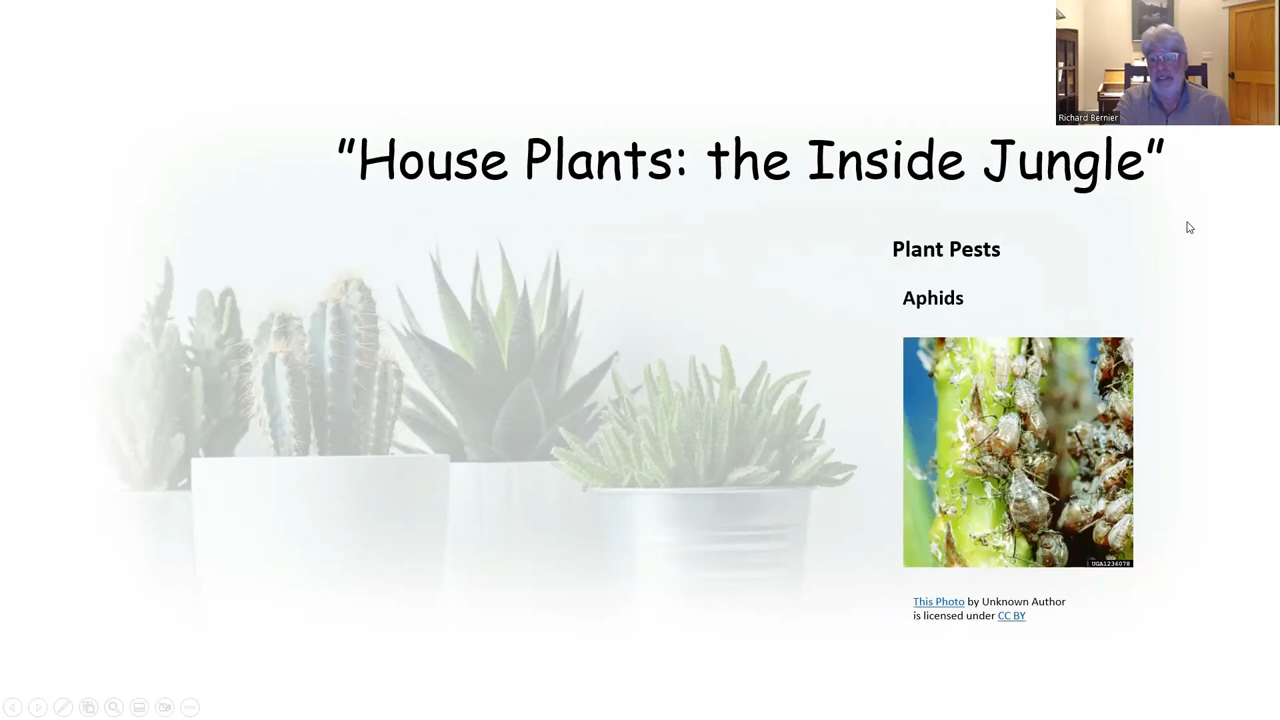 Richard Bernier
"House Plants: the Inside Jungle"
Plant Pests
Aphids
UGA1236078
This Photo by Unknown Author
is licensed under CC BY